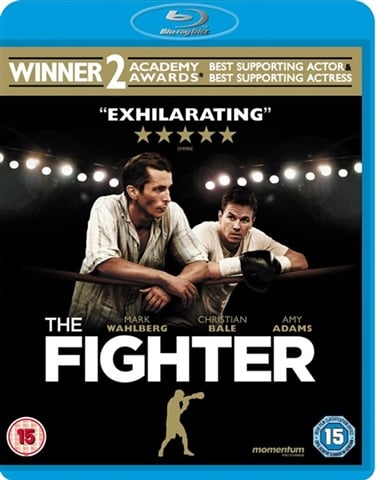 Blu-ray Disc
WINNER 2 ACADEMY AWARDS® BEST SUPPORTING ACTOR & BEST SUPPORTING ACTRESS
"EXHILARATING"
EMPIRE
MARK WAHLBERG
CHRISTIAN BALE
AMY ADAMS
THE
FIGHTER
15
15
momentum
PICTURES